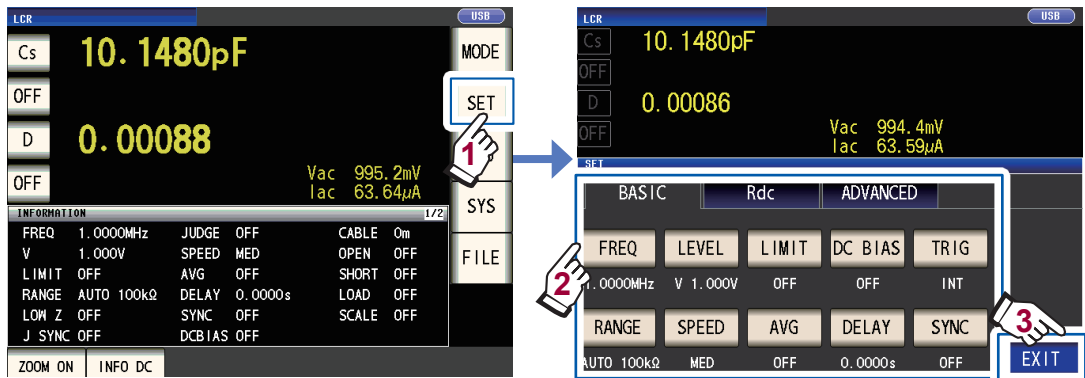 LCR USB
Cs 10.1480pF MODE
OFF SET
1
D 0.00088
OFF Vac 995.2mV
Iac 63.64µA
SYS
INFORMATION 1/2
FREQ 1.0000MHz JUDGE OFF CABLE 0m
V 1.000V SPEED MED OPEN OFF
FILE
LIMIT OFF AVG OFF SHORT OFF
RANGE AUTO 100kΩ DELAY 0.0000s LOAD OFF
LOW Z OFF SYNC OFF SCALE OFF
J SYNC OFF DCBIAS OFF
ZOOM ON INFO DC
LCR USB
Cs 10.1480pF
OFF
D 0.00086
OFF Vac 994.4mV
Iac 63.59µA
SET
BASIC Rdc ADVANCED
FREQ LEVEL LIMIT DC BIAS TRIG
2
1.0000MHz V 1.000V OFF OFF INT
RANGE SPEED AVG DELAY SYNC
3
AUTO 100kΩ MED OFF 0.0000s OFF
EXIT